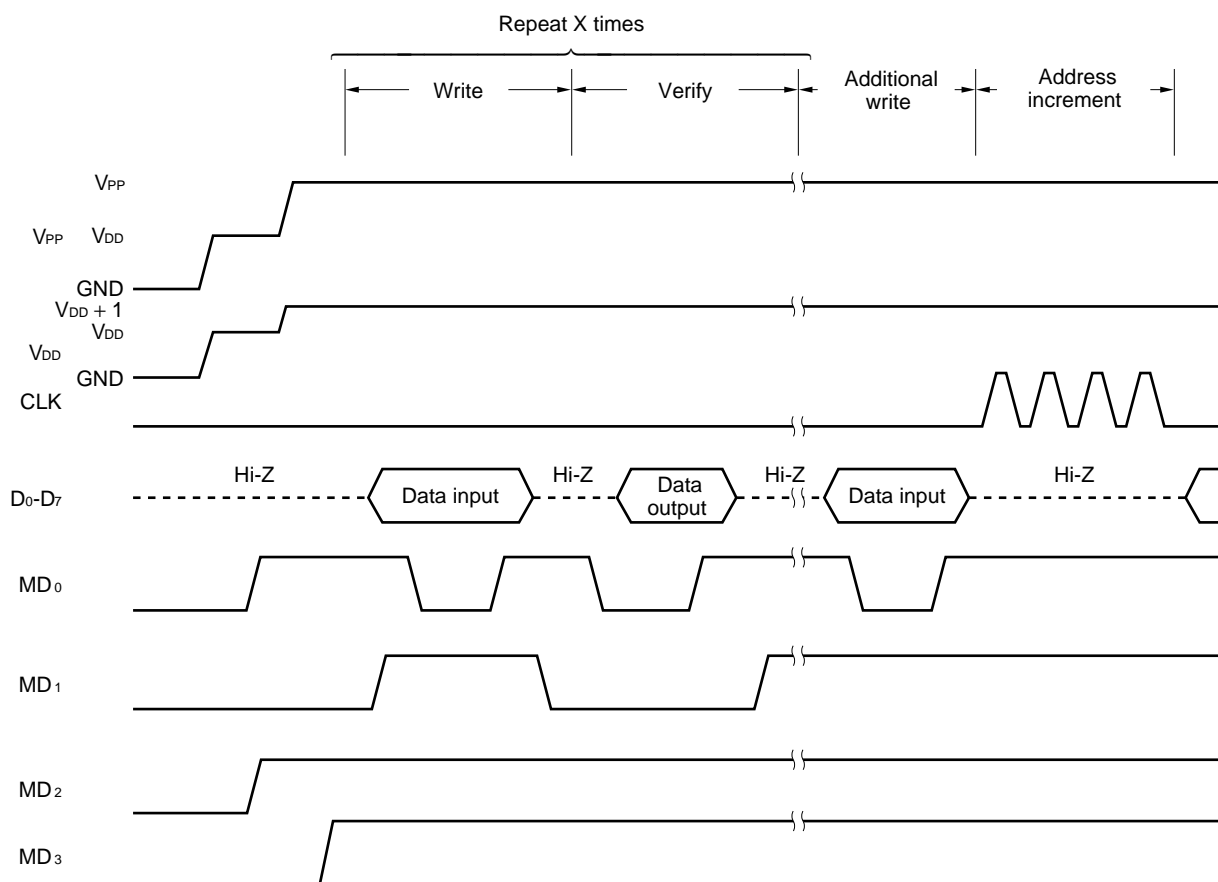 Repeat X times
Write
Verify
Additional
write
Address
increment
VPP
VPP VDD
GND
VDD + 1
VDD
VDD
GND
CLK
Hi-Z
Hi-Z
Hi-Z
Hi-Z
D0-D7
Data input
Data
output
Data input
MD0
MD1
MD2
MD3